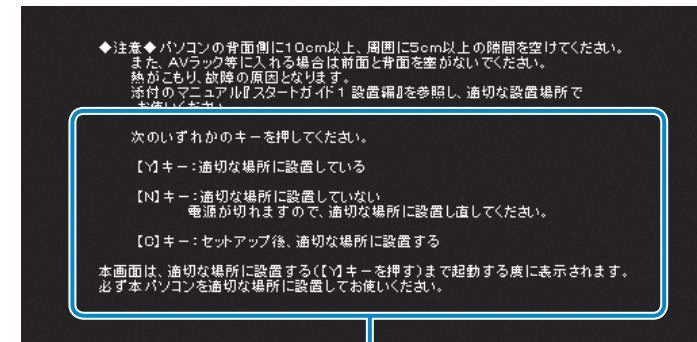 ◆注意◆パソコンの背面側に10cm以上、周囲に5cm以上の隙間を空けてください。
また、AVラック等に入れる場合は前面と背面を塞がないでください。
熱がこもり、故障の原因となります。
添付のマニュアル『スタートガイド1 設置編』を参照し、適切な設置場所で
お使いください
次のいずれかのキーを押してください。
【Y】キー:適切な場所に設置している
【N】キー:適切な場所に設置していない
電源が切れますので、適切な場所に設置し直してください。
【C】キー:セットアップ後、適切な場所に設置する
本画面は、適切な場所に設置する(【Y】キーを押す)まで起動する度に表示されます。
必ず本パソコンを適切な場所に設置してお使いください。